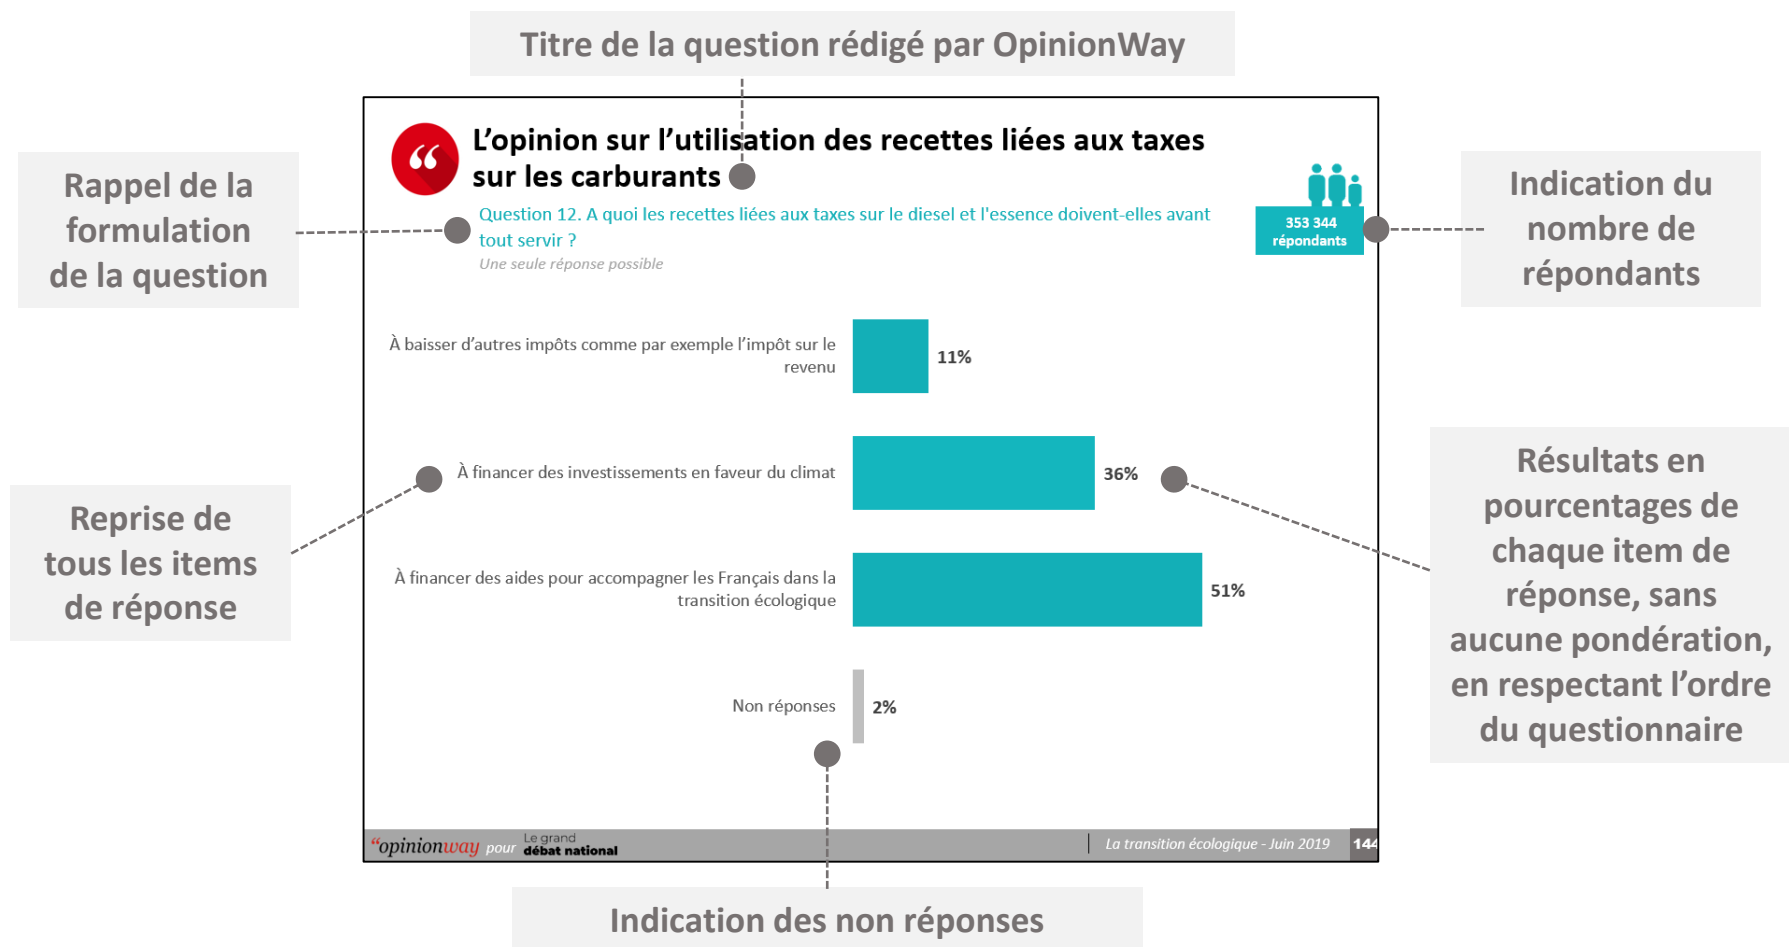 Titre de la question rédigé par OpinionWay
L’opinion sur l’utilisation des recettes liées aux taxes
sur les carburants
Question 12. A quoi les recettes liées aux taxes sur le diesel et l'essence doivent-elles avant
tout servir ?
Une seule réponse possible
353 344
répondants
Rappel de la
formulation
de la question
Indication du
nombre de
répondants
À baisser d’autres impôts comme par exemple l’impôt sur le
revenu
11%
À financer des investissements en faveur du climat
36%
À financer des aides pour accompagner les Français dans la
transition écologique
51%
Non réponses
2%
Reprise de
tous les items
de réponse
Résultats en
pourcentages de
chaque item de
réponse, sans
aucune pondération,
en respectant l’ordre
du questionnaire
“opinionway pour Le grand
débat national
La transition écologique - Juin 2019
144
Indication des non réponses